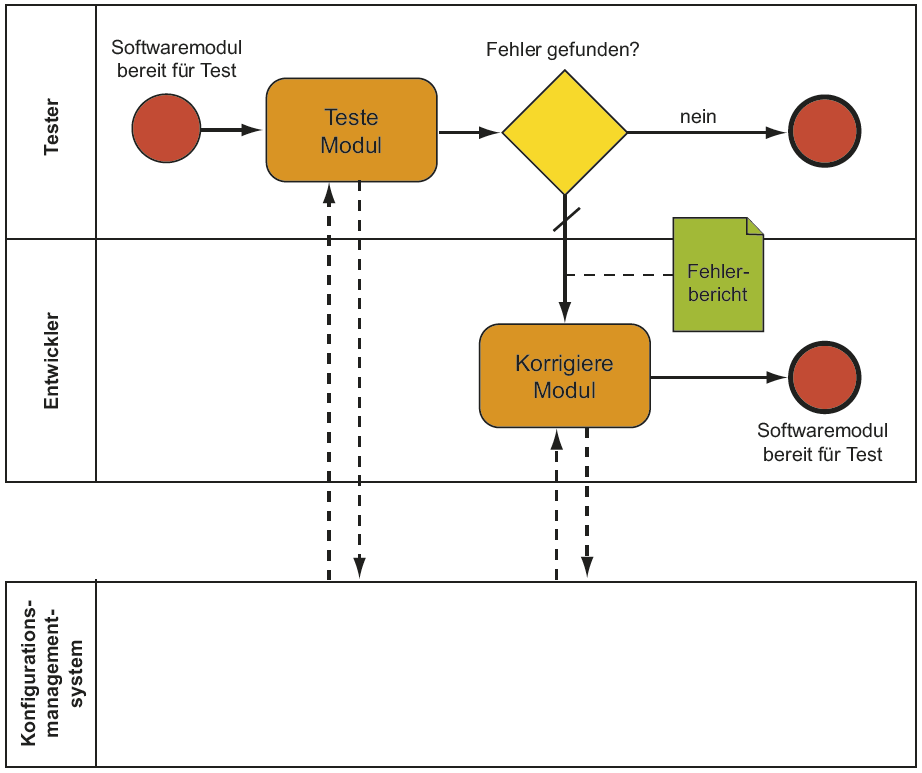 Tester
Softwaremodul
bereit für Test
Teste
Modul
Fehler gefunden?
nein
Entwickler
Fehler-
bericht
Korrigiere
Modul
Softwaremodul
bereit für Test
Konfigurations-
management-
system